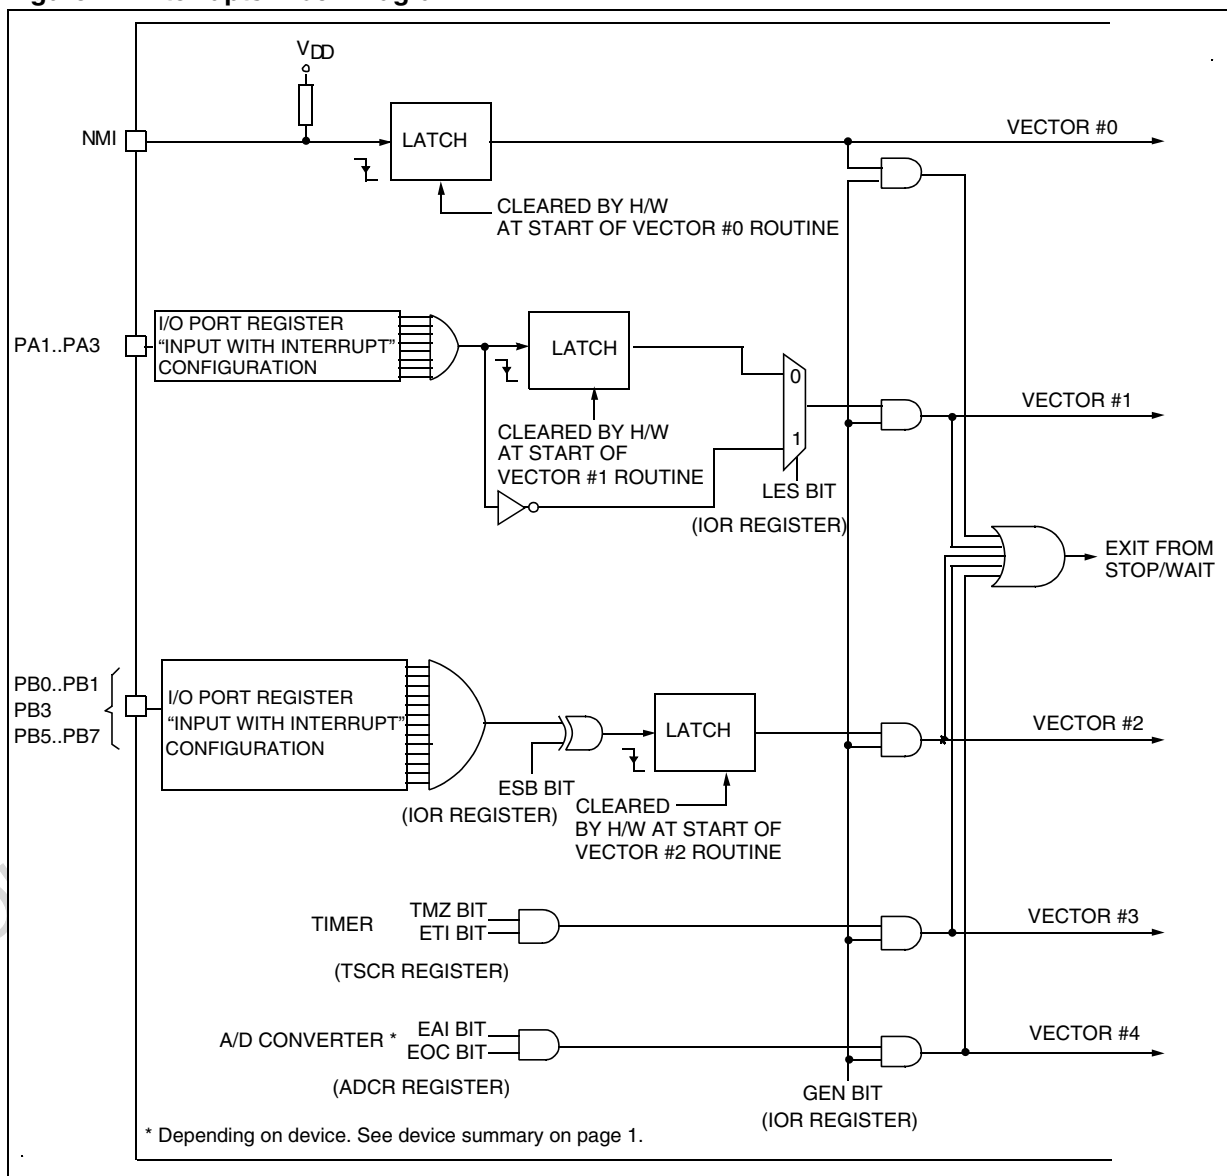 VDD
NMI
LATCH
VECTOR #0
CLEARED BY H/W
AT START OF VECTOR #0 ROUTINE
PA1..PA3
I/O PORT REGISTER
“INPUT WITH INTERRUPT”
CONFIGURATION
LATCH
0
1
VECTOR #1
CLEARED BY H/W
AT START OF
VECTOR #1 ROUTINE
LES BIT
(IOR REGISTER)
EXIT FROM
STOP/WAIT
PB0..PB1
PB3
PB5..PB7
I/O PORT REGISTER
“INPUT WITH INTERRUPT”
CONFIGURATION
LATCH
VECTOR #2
ESB BIT
(IOR REGISTER)
CLEARED
BY H/W AT START OF
VECTOR #2 ROUTINE
TIMER
TMZ BIT
ETI BIT
(TSCR REGISTER)
VECTOR #3
A/D CONVERTER *
EAI BIT
EOC BIT
(ADCR REGISTER)
VECTOR #4
GEN BIT
(IOR REGISTER)
* Depending on device. See device summary on page 1.